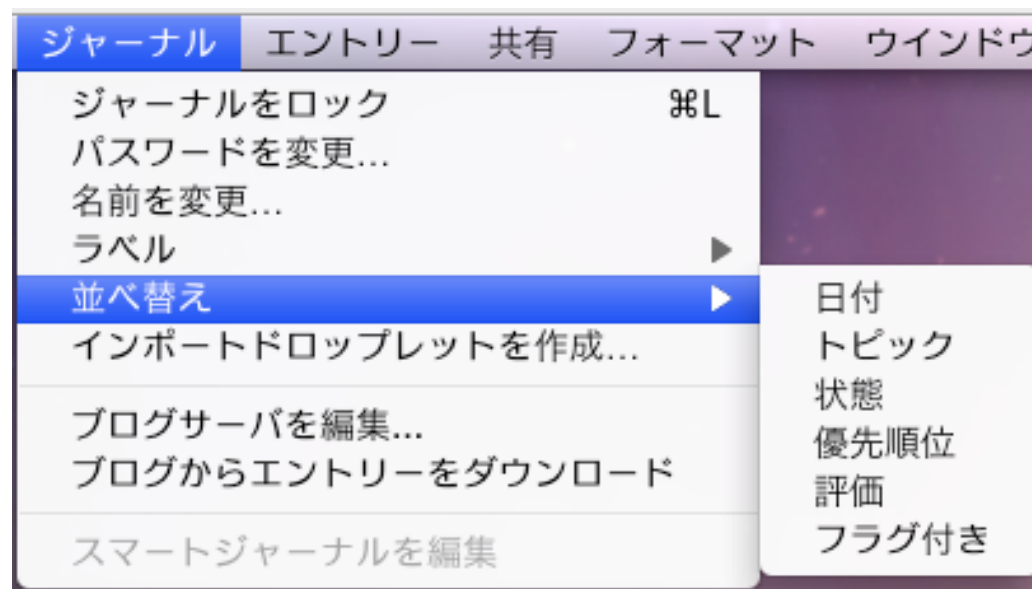 ジャーナル エントリー 共有 フォーマット ウインドウ
ジャーナルをロック ⌘L
パスワードを変更...
名前を変更...
ラベル ▶
並べ替え ▶
インポートドロップレットを作成...
ブログサーバを編集...
ブログからエントリーをダウンロード
スマートジャーナルを編集
日付
トピック
状態
優先順位
評価
フラグ付き